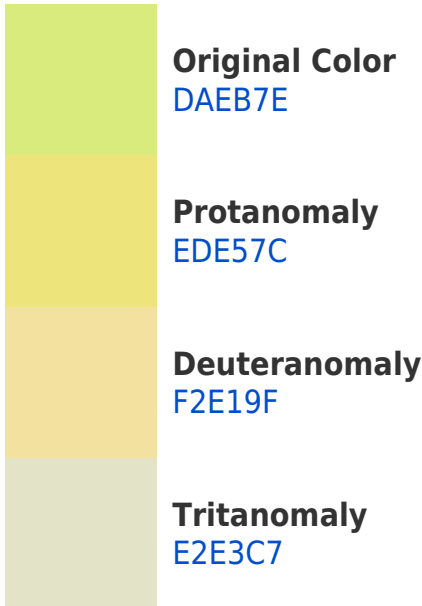 Original Color
DAEB7E
Protanomaly
EDE57C
Deuteranomaly
F2E19F
Tritanomaly
E2E3C7